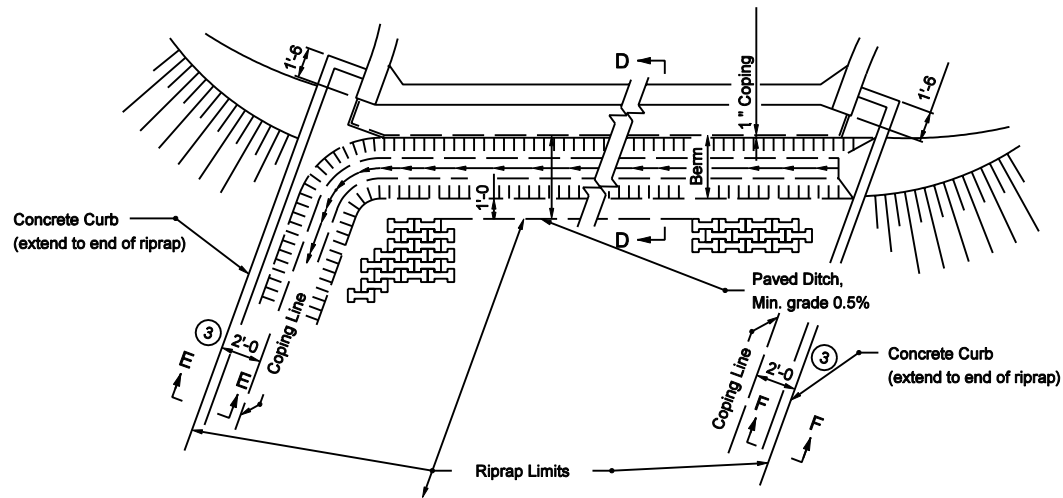 D
1'-6
1" Coping
1'-6
Berm
1'-0
Concrete Curb
(extend to end of riprap)
D
Paved Ditch,
Min. grade 0.5%
Coping Line
3
2'-0
E
E
Coping Line
3
2'-0
Concrete Curb
(extend to end of riprap)
F
F
Riprap Limits